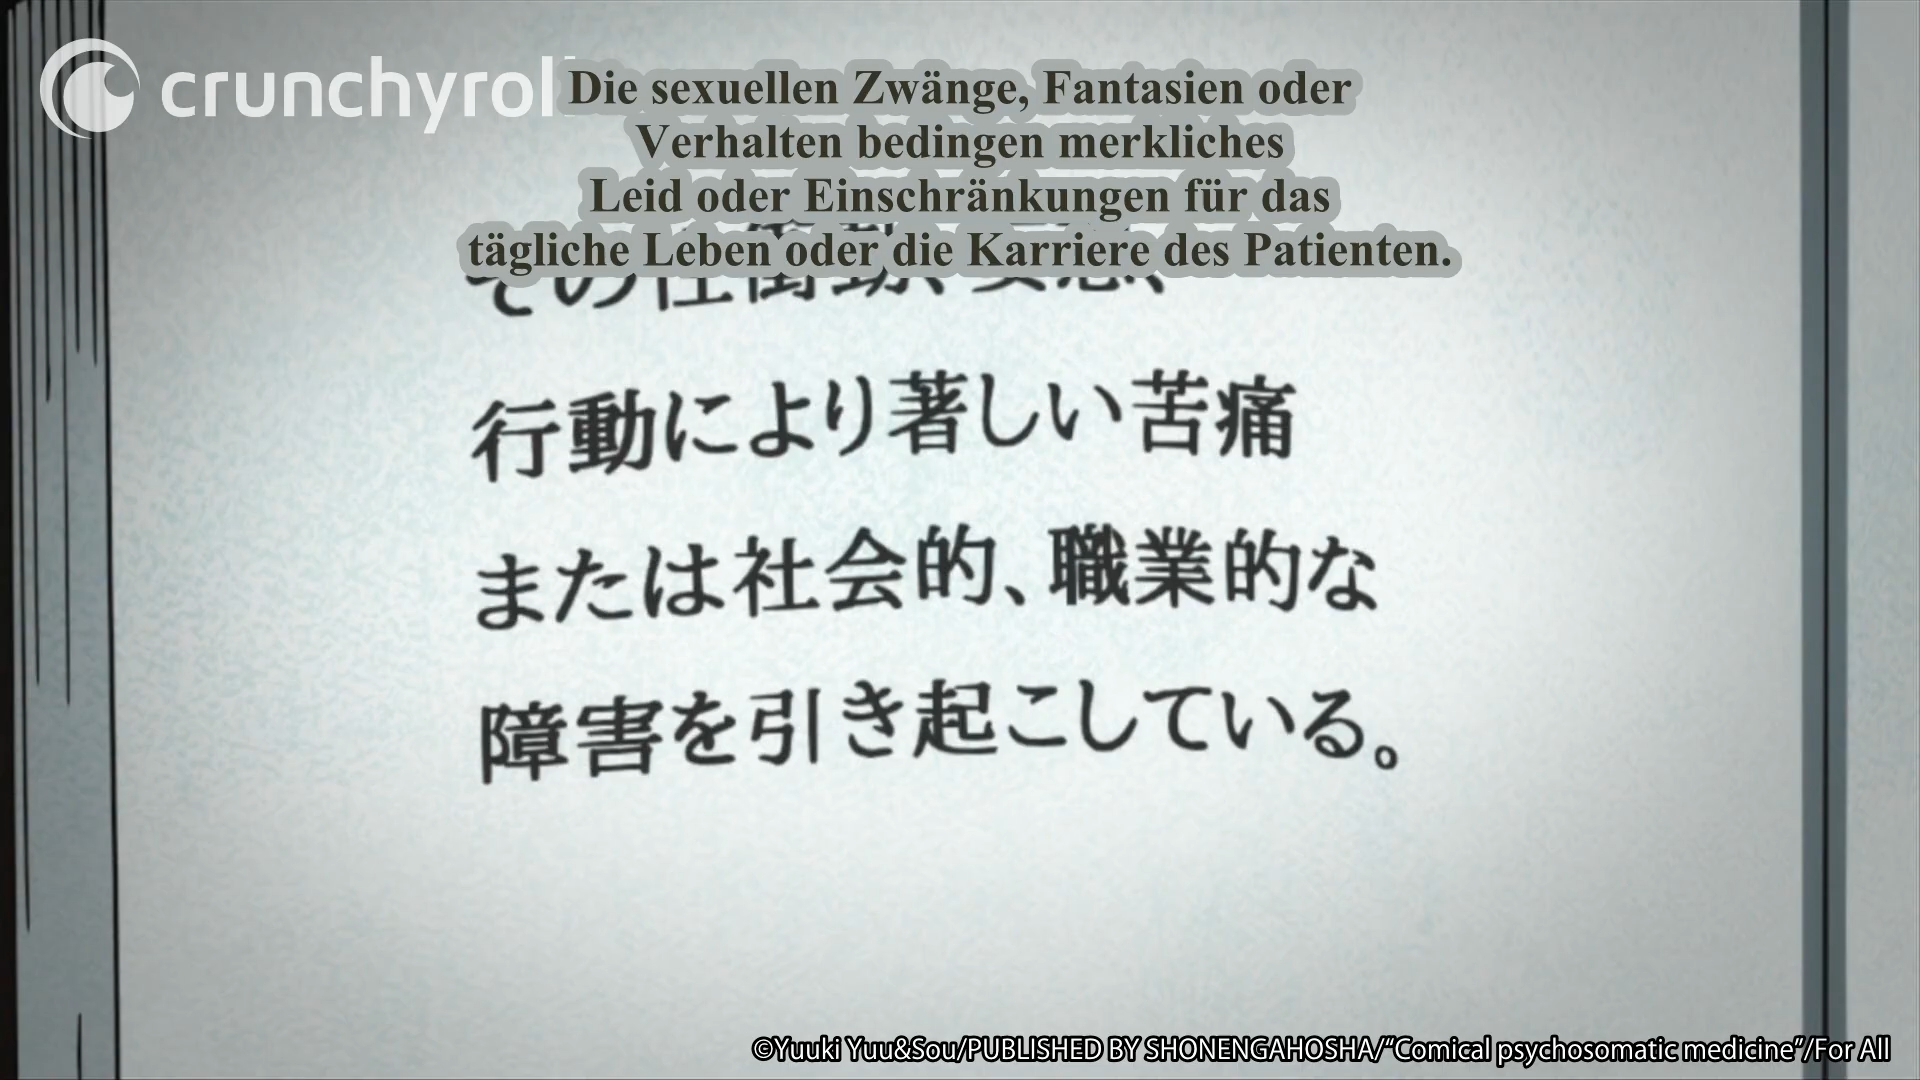 crunchyrol
Die sexuellen Zwänge, Fantasien oder
Verhalten bedingen merkliches
Leid oder Einschränkungen für das
tägliche Leben oder die Karriere des Patienten.
行動により著しい苦痛
または社会的、職業的な
障害を引き起こしている。
©Yuuki Yuu&Sou/PUBLISHED BY SHONENGAHOSHA/"Comical psychosomatic medicine"/For All